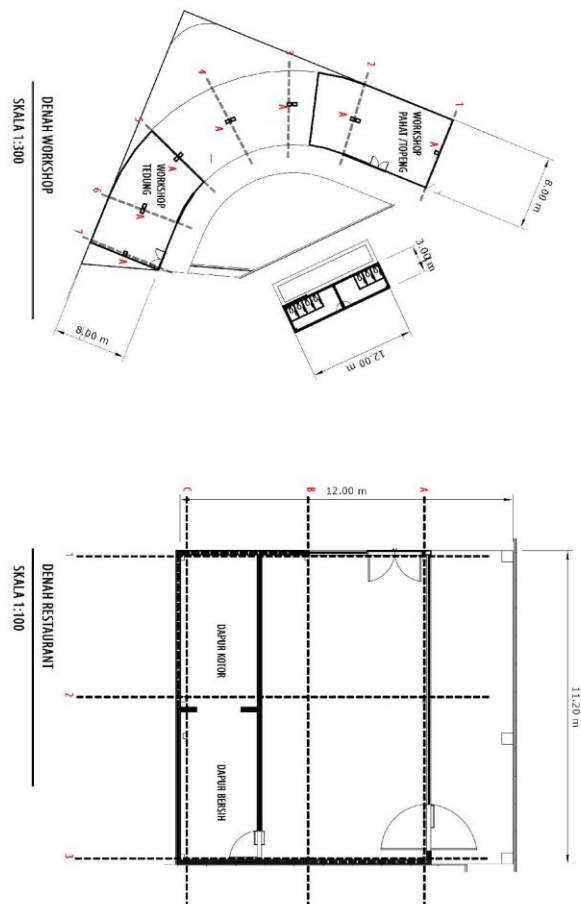 DENAH WORKSHOP
SKALA 1:300
1
2
3
4
5
6
7
A
A
A
A
A
A
A
WORKSHOP
PAHAT /TOPENG
WORKSHOP
TEDUNG
8.00 m
8.00 m
3.00 m
12.00 m
DENAH RESTAURANT
SKALA 1:100
12.00 m
11.20 m
C
B
A
1
2
3
DAPUR KOTOR
DAPUR BERSIH